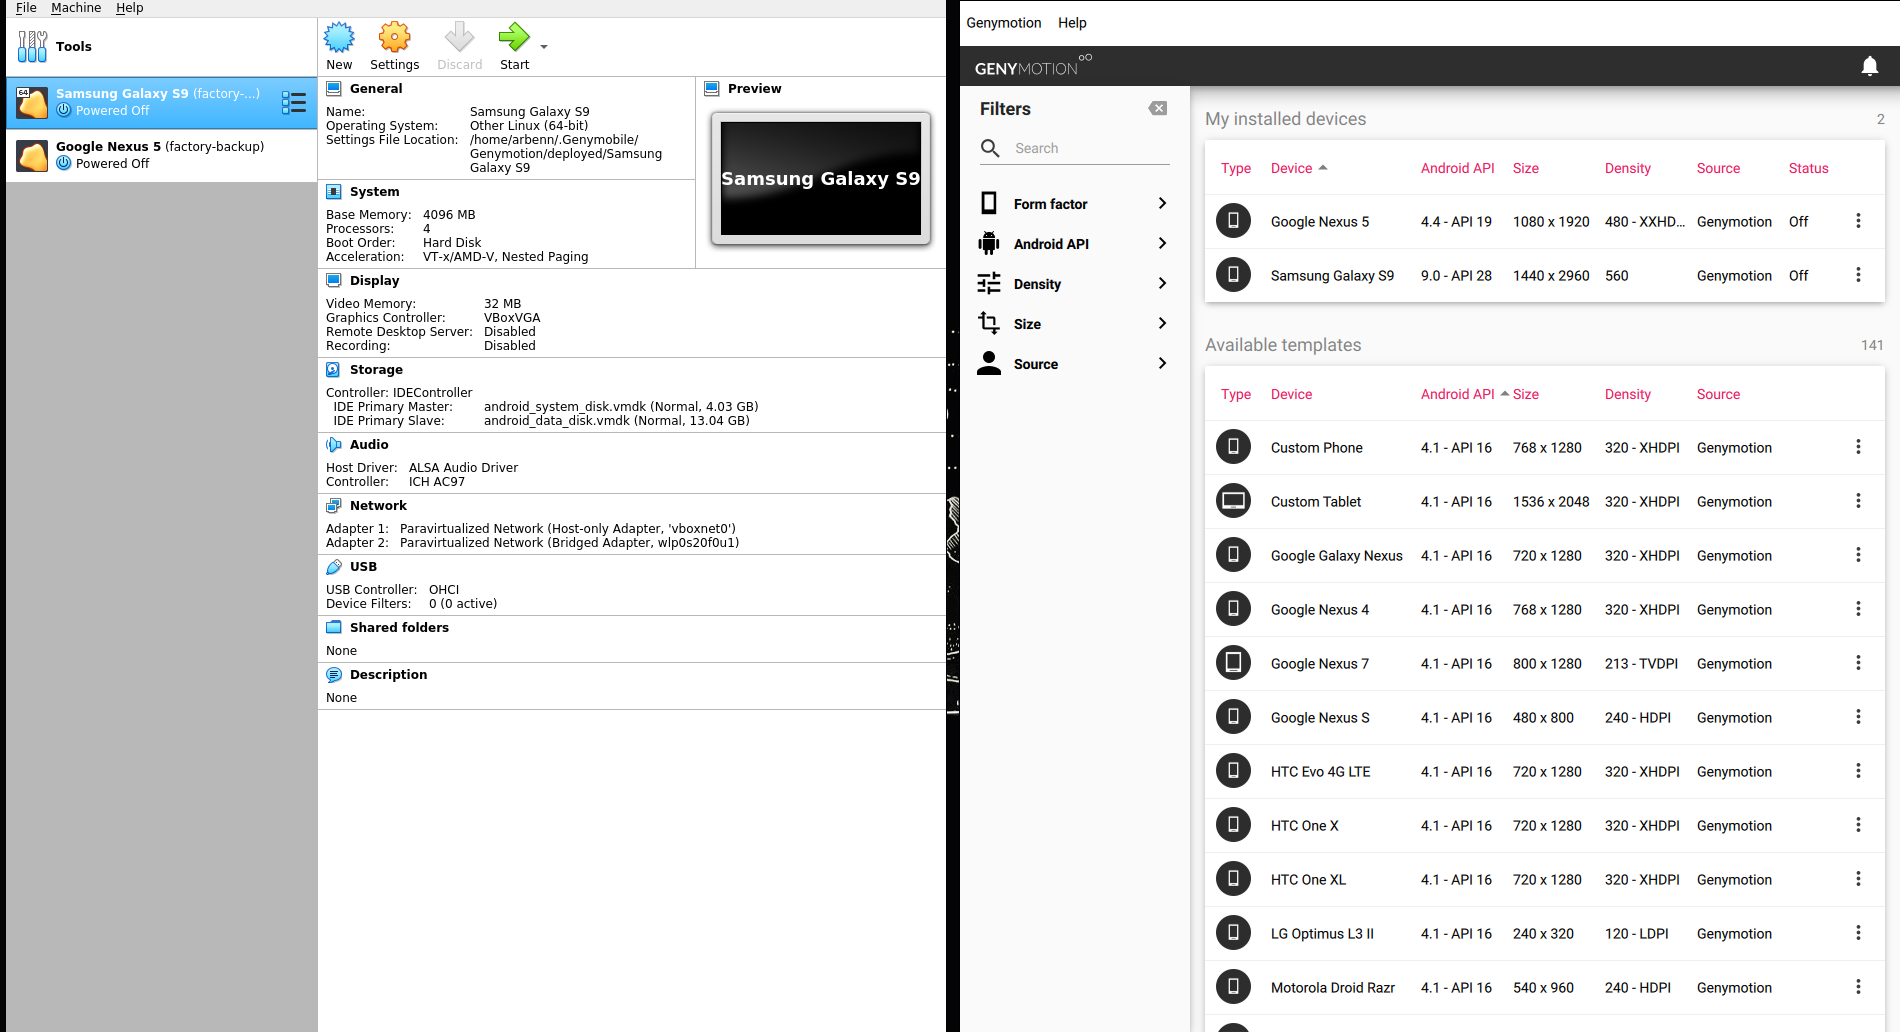 File Machine Help
Tools
Samsung Galaxy S9 (factory-...)
Powered Off
Google Nexus 5 (factory-backup)
Powered Off
New Settings Discard Start
General
Name: Samsung Galaxy S9
Operating System: Other Linux (64-bit)
Settings File Location: /home/arbenn/.Genymobile/
Genymotion/deployed/Samsung
Galaxy S9
Preview
Samsung Galaxy S9
System
Base Memory: 4096 MB
Processors: 4
Boot Order: Hard Disk
Acceleration: VT-x/AMD-V, Nested Paging
Display
Video Memory: 32 MB
Graphics Controller: VBoxVGA
Remote Desktop Server: Disabled
Recording: Disabled
Storage
Controller: IDEController
IDE Primary Master: android_system_disk.vmdk (Normal, 4.03 GB)
IDE Primary Slave: android_data_disk.vmdk (Normal, 13.04 GB)
Audio
Host Driver: ALSA Audio Driver
Controller: ICH AC97
Network
Adapter 1: Paravirtualized Network (Host-only Adapter, 'vboxnet0')
Adapter 2: Paravirtualized Network (Bridged Adapter, wlp0s20f0u1)
USB
USB Controller: OHCI
Device Filters: 0 (0 active)
Shared folders
None
Description
None
Genymotion Help
GENYMOTION
Filters
Search
Form factor
Android API
Density
Size
Source
My installed devices 2
Type Device Android API Size Density Source Status
Google Nexus 5 4.4 - API 19 1080 x 1920 480 - XXHD... Genymotion Off
Samsung Galaxy S9 9.0 - API 28 1440 x 2960 560 Genymotion Off
Available templates 141
Type Device Android API Size Density Source
Custom Phone 4.1 - API 16 768 x 1280 320 - XHDPI Genymotion
Custom Tablet 4.1 - API 16 1536 x 2048 320 - XHDPI Genymotion
Google Galaxy Nexus 4.1 - API 16 720 x 1280 320 - XHDPI Genymotion
Google Nexus 4 4.1 - API 16 768 x 1280 320 - XHDPI Genymotion
Google Nexus 7 4.1 - API 16 800 x 1280 213 - TVDPI Genymotion
Google Nexus S 4.1 - API 16 480 x 800 240 - HDPI Genymotion
HTC Evo 4G LTE 4.1 - API 16 720 x 1280 320 - XHDPI Genymotion
HTC One X 4.1 - API 16 720 x 1280 320 - XHDPI Genymotion
HTC One XL 4.1 - API 16 720 x 1280 320 - XHDPI Genymotion
LG Optimus L3 II 4.1 - API 16 240 x 320 120 - LDPI Genymotion
Motorola Droid Razr 4.1 - API 16 540 x 960 240 - HDPI Genymotion